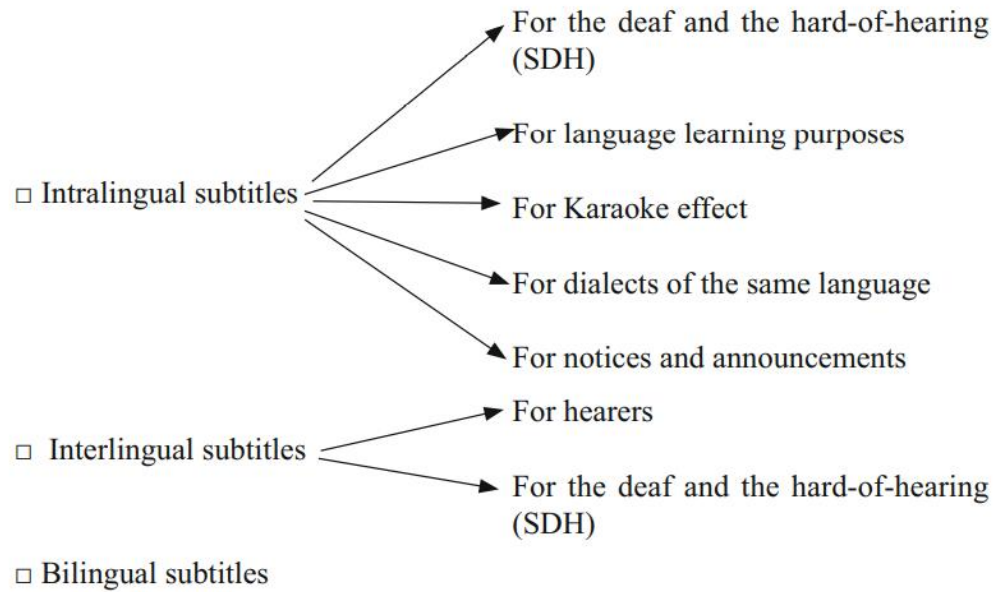 □ Intralingual subtitles
For the deaf and the hard-of-hearing
(SDH)
For language learning purposes
For Karaoke effect
For dialects of the same language
For notices and announcements
□ Interlingual subtitles
For hearers
For the deaf and the hard-of-hearing
(SDH)
□ Bilingual subtitles